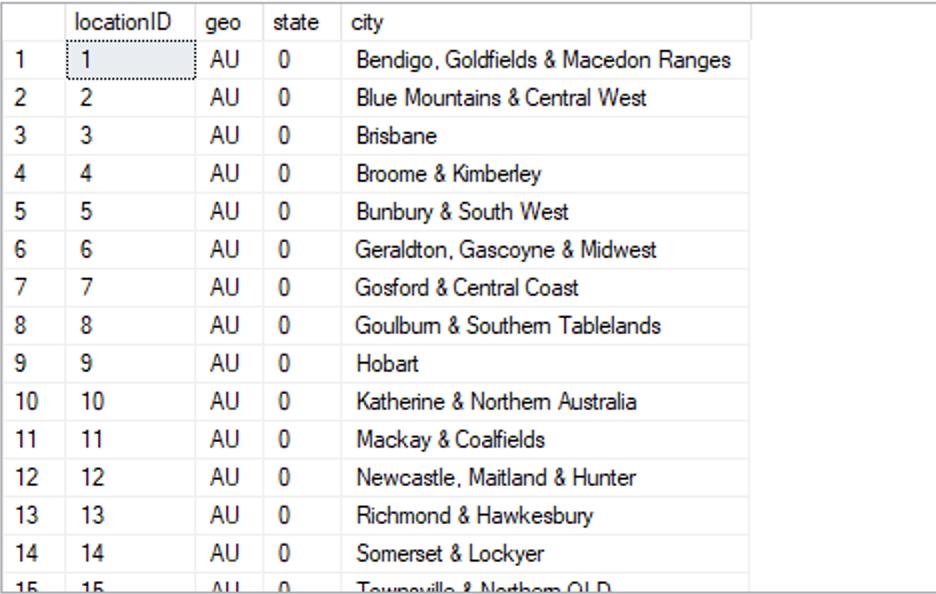 locationID geo state city
1 1 AU 0 Bendigo, Goldfields & Macedon Ranges
2 2 AU 0 Blue Mountains & Central West
3 3 AU 0 Brisbane
4 4 AU 0 Broome & Kimberley
5 5 AU 0 Bunbury & South West
6 6 AU 0 Geraldton, Gascoyne & Midwest
7 7 AU 0 Gosford & Central Coast
8 8 AU 0 Goulburn & Southern Tablelands
9 9 AU 0 Hobart
10 10 AU 0 Katherine & Northern Australia
11 11 AU 0 Mackay & Coalfields
12 12 AU 0 Newcastle, Maitland & Hunter
13 13 AU 0 Richmond & Hawkesbury
14 14 AU 0 Somerset & Lockyer
15 15 AU 0 Townsville & Northern QLD